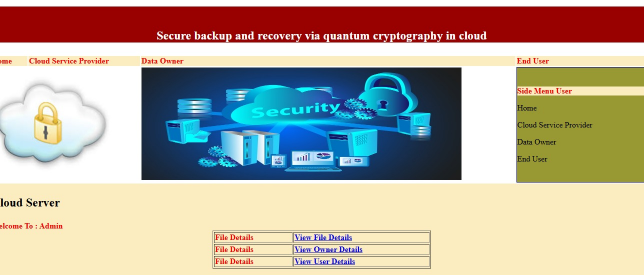 Secure backup and recovery via quantum cryptography in cloud
ome Cloud Service Provider Data Owner End User
Security
Side Menu User
Home
Cloud Service Provider
Data Owner
End User
loud Server
elcome To : Admin
File Details View File Details
File Details View Owner Details
File Details View User Details